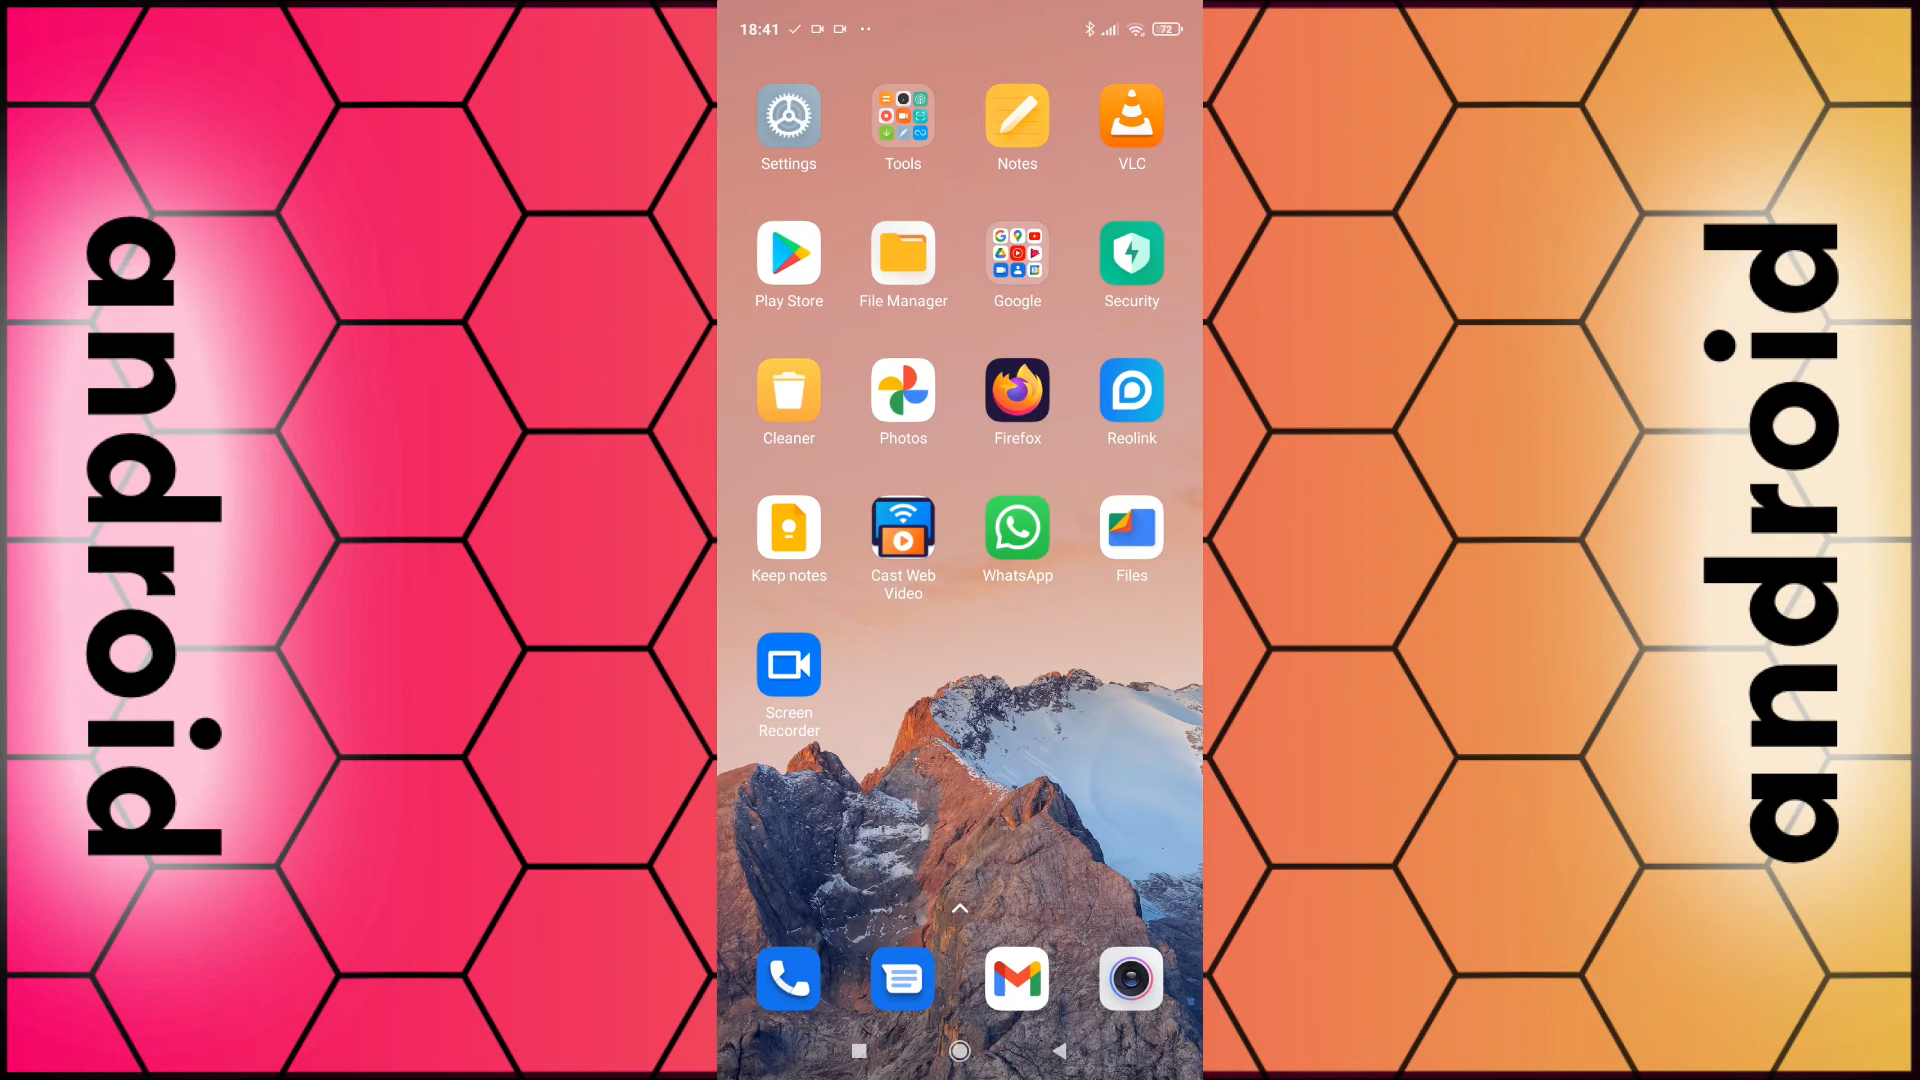 android
18:41
72
Settings
Tools
Notes
VLC
Play Store
File Manager
Google
Security
Cleaner
Photos
Firefox
Reolink
Keep notes
Cast Web
Video
WhatsApp
Files
Screen
Recorder
android